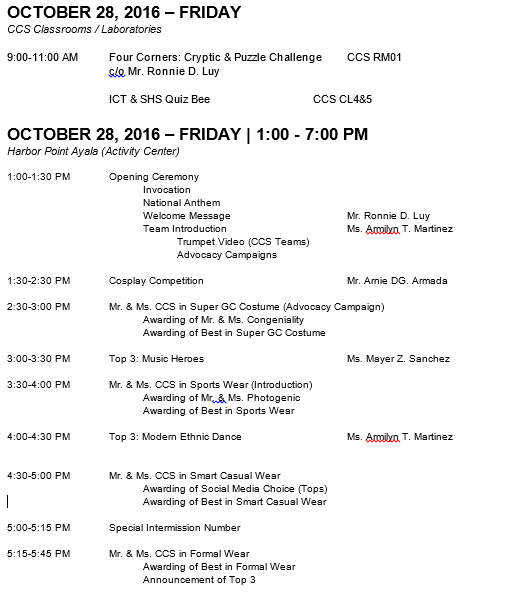 OCTOBER 28, 2016 – FRIDAY
CCS Classrooms / Laboratories
9:00-11:00 AM Four Corners: Cryptic & Puzzle Challenge CCS RM01
c/o Mr. Ronnie D. Luy
ICT & SHS Quiz Bee CCS CL4&5
OCTOBER 28, 2016 – FRIDAY | 1:00 - 7:00 PM
Harbor Point Ayala (Activity Center)
1:00-1:30 PM Opening Ceremony
Invocation
National Anthem
Welcome Message Mr. Ronnie D. Luy
Team Introduction Ms. Armilyn T. Martinez
Trumpet Video (CCS Teams)
Advocacy Campaigns
1:30-2:30 PM Cosplay Competition Mr. Arnie DG. Armada
2:30-3:00 PM Mr. & Ms. CCS in Super GC Costume (Advocacy Campaign)
Awarding of Mr. & Ms. Congeniality
Awarding of Best in Super GC Costume
3:00-3:30 PM Top 3: Music Heroes Ms. Mayer Z. Sanchez
3:30-4:00 PM Mr. & Ms. CCS in Sports Wear (Introduction)
Awarding of Mr. & Ms. Photogenic
Awarding of Best in Sports Wear
4:00-4:30 PM Top 3: Modern Ethnic Dance Ms. Armilyn T. Martinez
4:30-5:00 PM Mr. & Ms. CCS in Smart Casual Wear
Awarding of Social Media Choice (Tops)
Awarding of Best in Smart Casual Wear
5:00-5:15 PM Special Intermission Number
5:15-5:45 PM Mr. & Ms. CCS in Formal Wear
Awarding of Best in Formal Wear
Announcement of Top 3